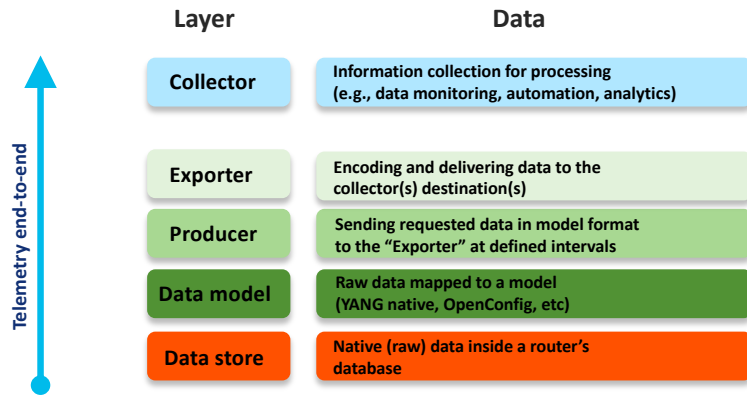 Layer Data
Collector
Information collection for processing
(e.g., data monitoring, automation, analytics)
Exporter
Encoding and delivering data to the
collector(s) destination(s)
Producer
Sending requested data in model format
to the “Exporter” at defined intervals
Data model
Raw data mapped to a model
(YANG native, OpenConfig, etc)
Data store
Native (raw) data inside a router’s
database
Telemetry end-to-end